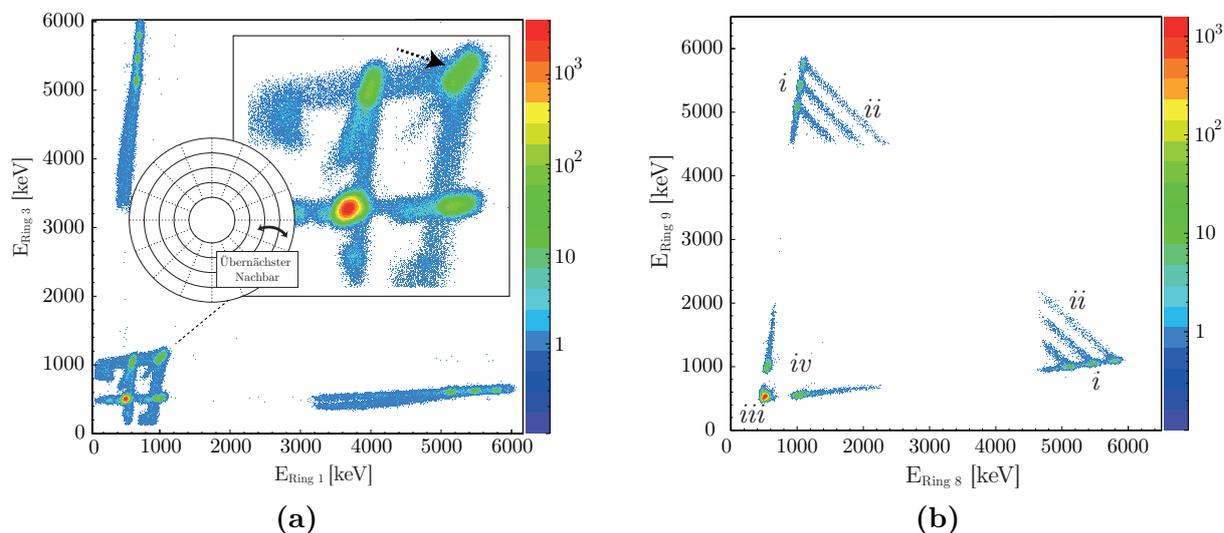 6000
5000
4000
3000
2000
1000
0
E_Ring 3 [keV]
0 1000 2000 3000 4000 5000 6000
E_Ring 1 [keV]
10^3
10^2
10
1
Übernächster
Nachbar
(a)
6000
5000
4000
3000
2000
1000
0
E_Ring 9 [keV]
0 1000 2000 3000 4000 5000 6000
E_Ring 8 [keV]
i
ii
ii
iv
i
iii
10^3
10^2
10
1
(b)